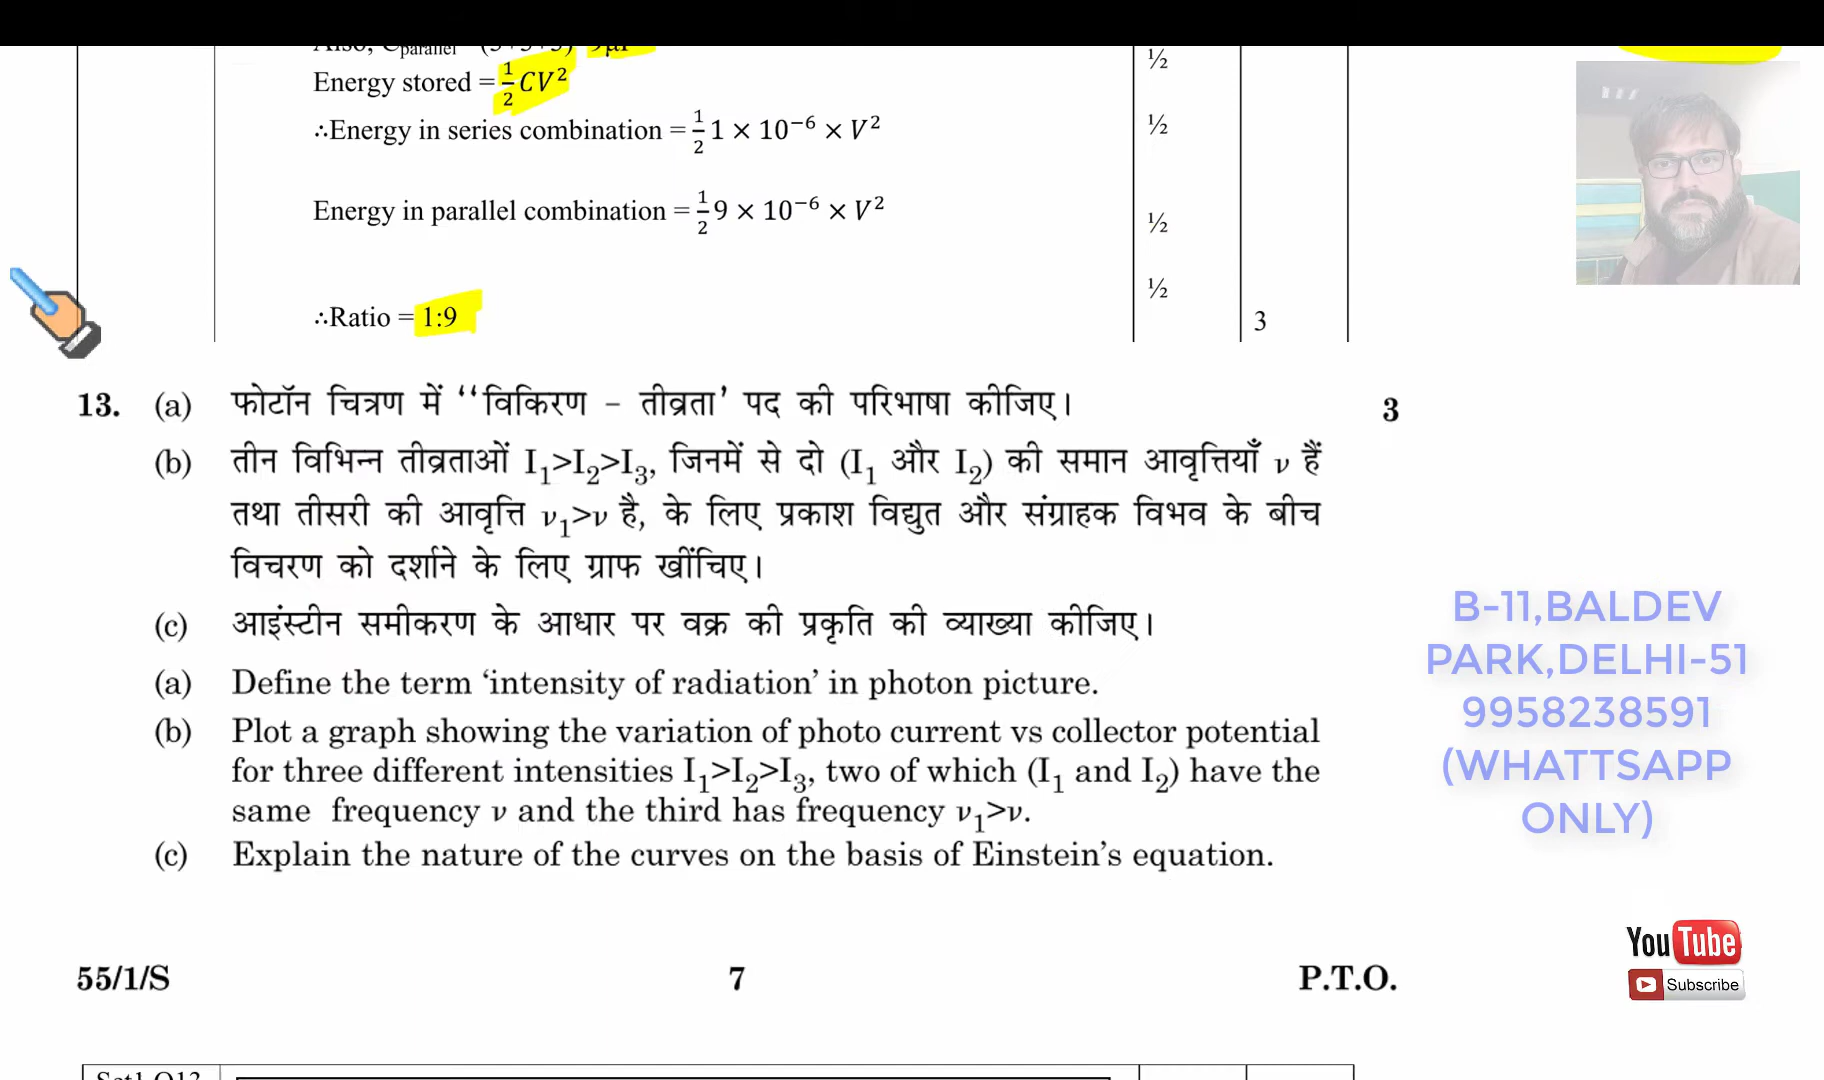 Energy stored = 1/2 CV²
½
∴Energy in series combination = 1/2 1 × 10⁻⁶ × V²
½
Energy in parallel combination = 1/2 9 × 10⁻⁶ × V²
½
½
∴Ratio = 1:9
3
13. (a) फोटॉन चित्रण में ‘‘विकिरण – तीव्रता’ पद की परिभाषा कीजिए। 3
(b) तीन विभिन्न तीव्रताओं I₁>I₂>I₃, जिनमें से दो (I₁ और I₂) की समान आवृत्तियाँ ν हैं
तथा तीसरी की आवृत्ति ν₁>ν है, के लिए प्रकाश विद्युत और संग्राहक विभव के बीच
विचरण को दर्शाने के लिए ग्राफ खींचिए।
(c) आइंस्टीन समीकरण के आधार पर वक्र की प्रकृति की व्याख्या कीजिए।
(a) Define the term ‘intensity of radiation’ in photon picture.
(b) Plot a graph showing the variation of photo current vs collector potential
for three different intensities I₁>I₂>I₃, two of which (I₁ and I₂) have the
same frequency ν and the third has frequency ν₁>ν.
(c) Explain the nature of the curves on the basis of Einstein’s equation.
55/1/S 7 P.T.O.
B-11,BALDEV
PARK,DELHI-51
9958238591
(WHATTSAPP
ONLY)
YouTube
Subscribe